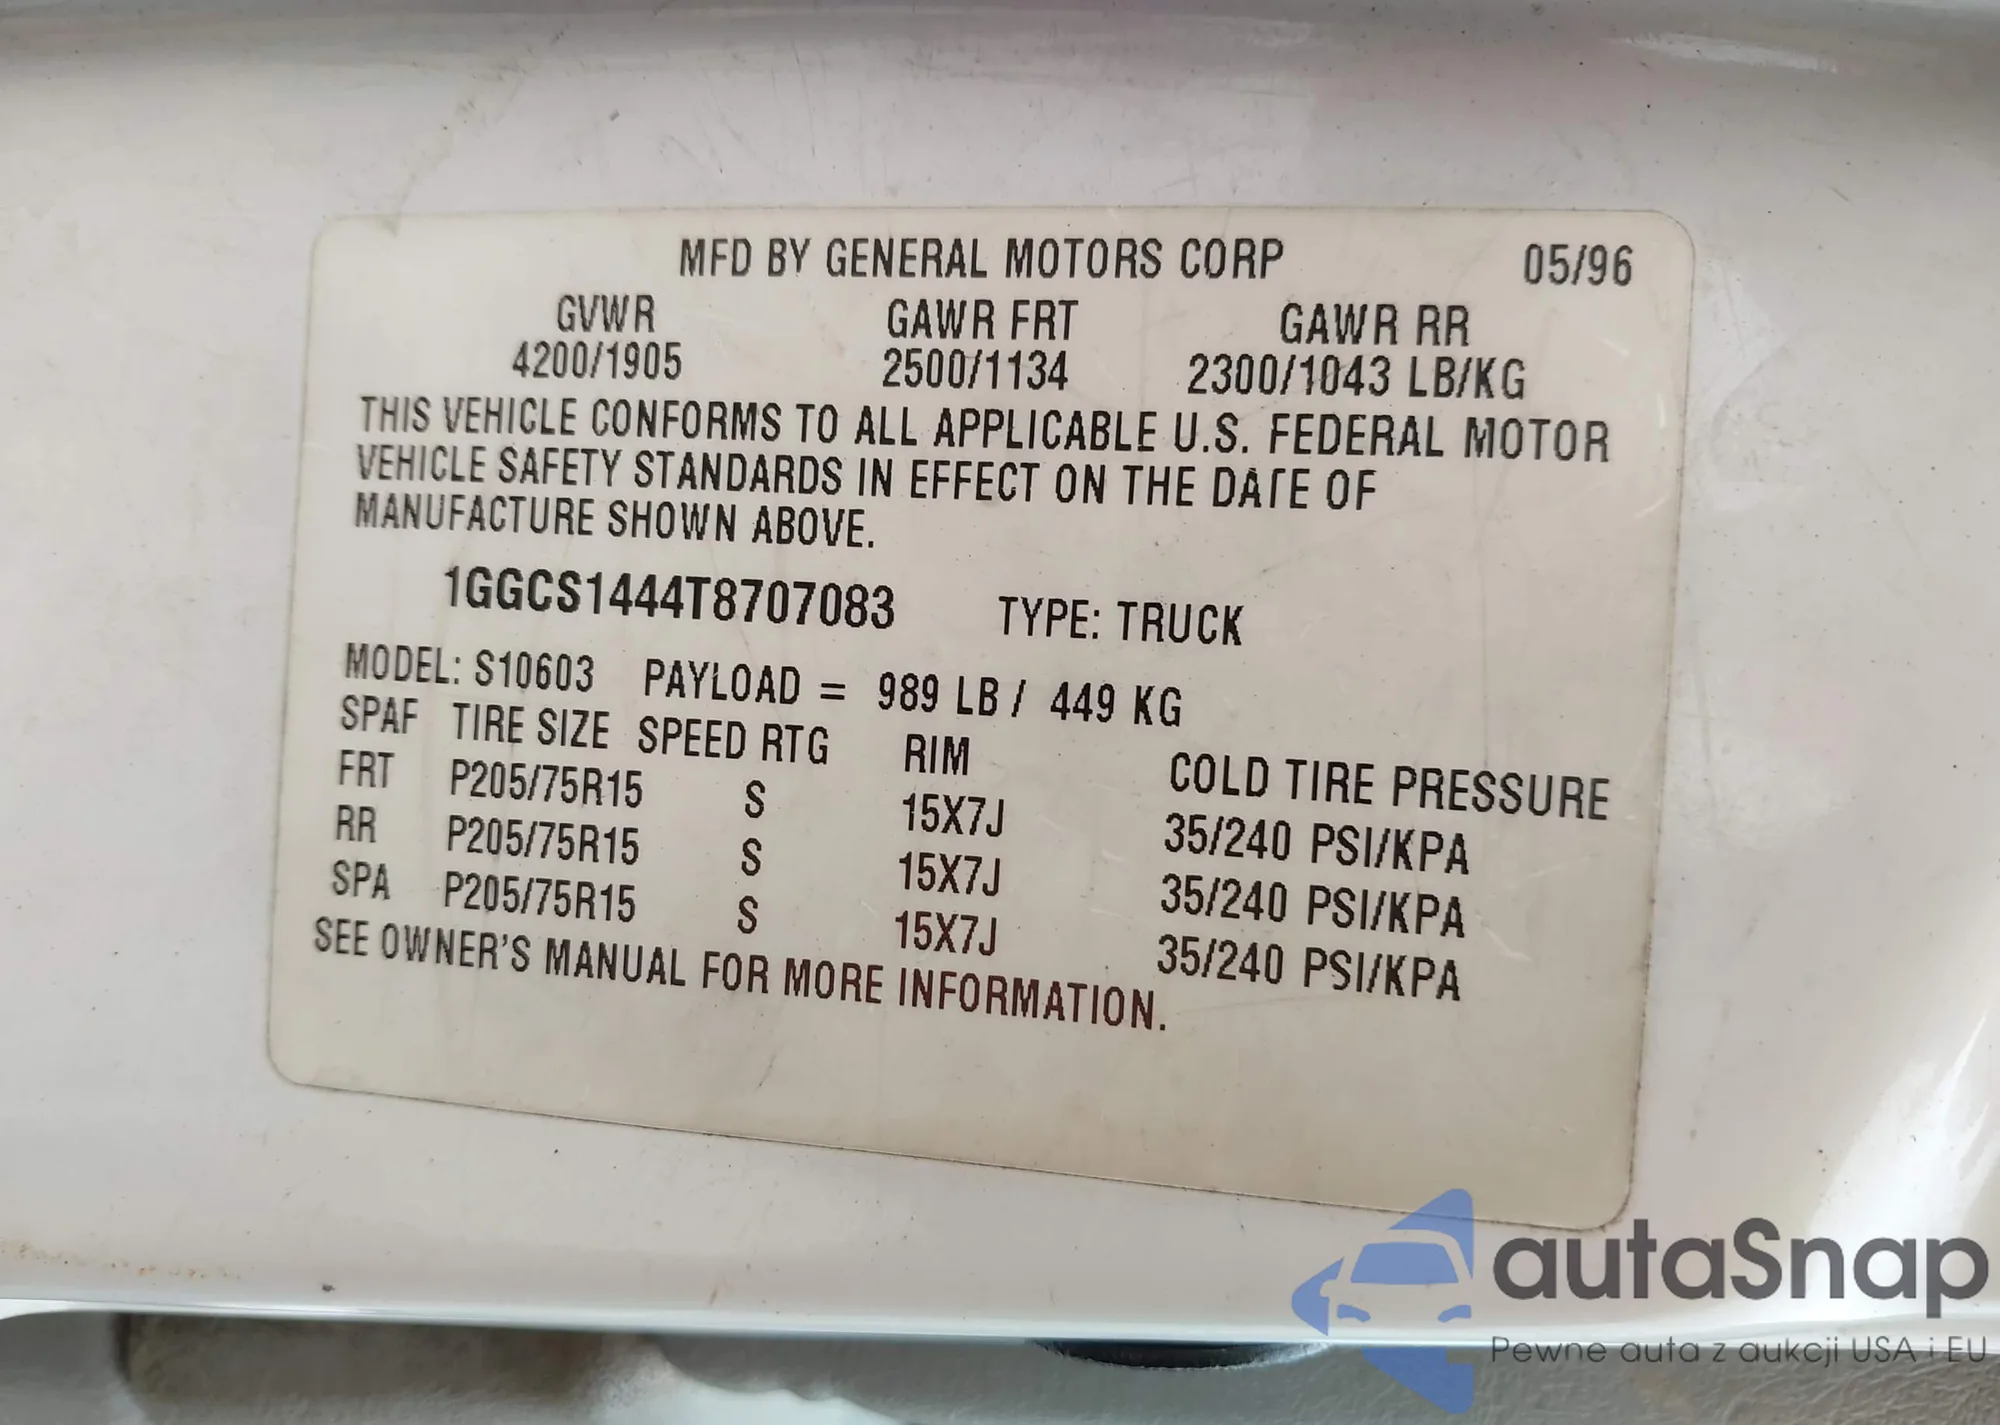 MFD BY GENERAL MOTORS CORP 05/96
GVWR GAWR FRT GAWR RR
4200/1905 2500/1134 2300/1043 LB/KG
THIS VEHICLE CONFORMS TO ALL APPLICABLE U.S. FEDERAL MOTOR
VEHICLE SAFETY STANDARDS IN EFFECT ON THE DATE OF
MANUFACTURE SHOWN ABOVE.
1GGCS1444T8707083 TYPE: TRUCK
MODEL: S10603 PAYLOAD = 989 LB / 449 KG
SPAF TIRE SIZE SPEED RTG RIM COLD TIRE PRESSURE
FRT P205/75R15 S 15X7J 35/240 PSI/KPA
RR P205/75R15 S 15X7J 35/240 PSI/KPA
SPA P205/75R15 S 15X7J 35/240 PSI/KPA
SEE OWNER'S MANUAL FOR MORE INFORMATION.
autaSnap
Pewne auta z aukcji USA i EU